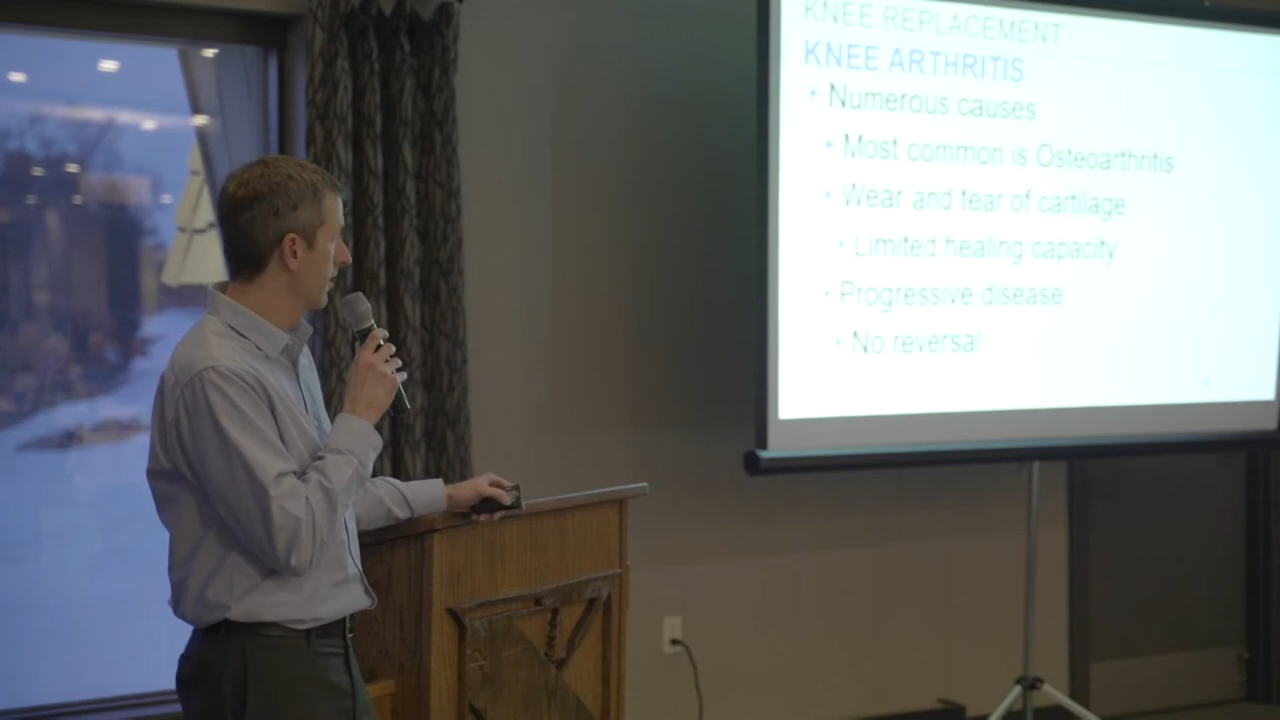 KNEE REPLACEMENT
KNEE ARTHRITIS
Numerous causes
Most common is Osteoarthritis
Wear and tear of cartilage
Limited healing capacity
Progressive disease
No reversal